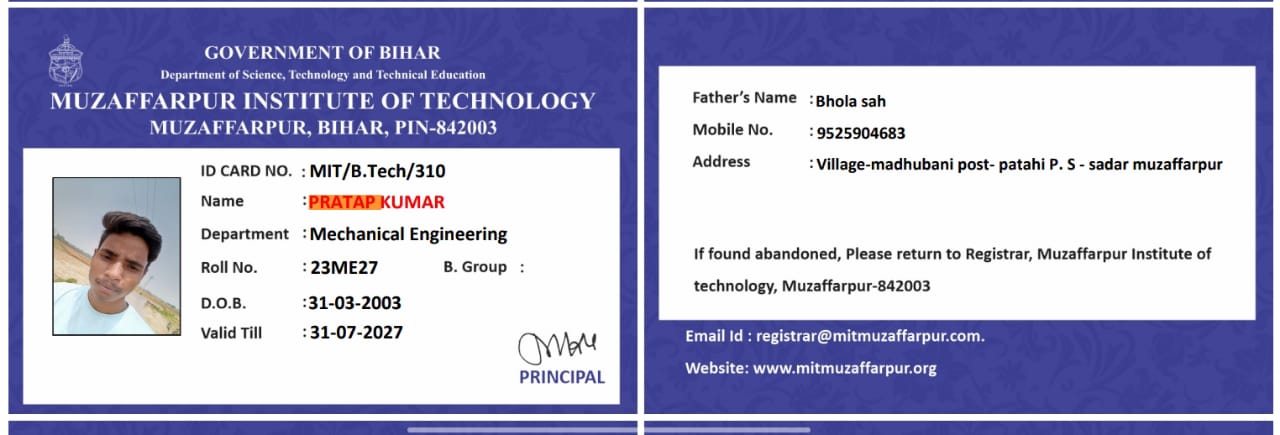 GOVERNMENT OF BIHAR
Department of Science, Technology and Technical Education
MUZAFFARPUR INSTITUTE OF TECHNOLOGY
MUZAFFARPUR, BIHAR, PIN-842003
ID CARD NO. : MIT/B.Tech/310
Name : PRATAP KUMAR
Department : Mechanical Engineering
Roll No. : 23ME27 B. Group :
D.O.B. : 31-03-2003
Valid Till : 31-07-2027
PRINCIPAL
Father's Name : Bhola sah
Mobile No. : 9525904683
Address : Village-madhubani post- patahi P. S - sadar muzaffarpur
If found abandoned, Please return to Registrar, Muzaffarpur Institute of
technology, Muzaffarpur-842003
Email Id : registrar@mitmuzaffarpur.com.
Website: www.mitmuzaffarpur.org